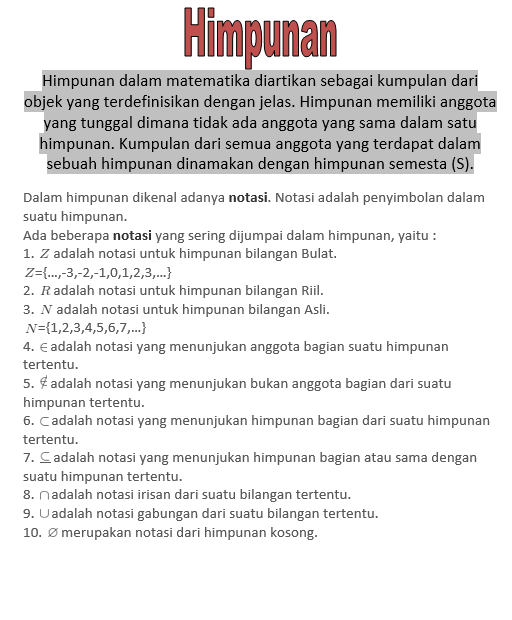 Himpunan
Himpunan dalam matematika diartikan sebagai kumpulan dari
objek yang terdefinisikan dengan jelas. Himpunan memiliki anggota
yang tunggal dimana tidak ada anggota yang sama dalam satu
himpunan. Kumpulan dari semua anggota yang terdapat dalam
sebuah himpunan dinamakan dengan himpunan semesta (S).
Dalam himpunan dikenal adanya notasi. Notasi adalah penyimbolan dalam
suatu himpunan.
Ada beberapa notasi yang sering dijumpai dalam himpunan, yaitu :
1. Z adalah notasi untuk himpunan bilangan Bulat.
Z={...,-3,-2,-1,0,1,2,3,...}
2. R adalah notasi untuk himpunan bilangan Riil.
3. N adalah notasi untuk himpunan bilangan Asli.
N={1,2,3,4,5,6,7,...}
4. ∈ adalah notasi yang menunjukan anggota bagian suatu himpunan
tertentu.
5. ∉ adalah notasi yang menunjukan bukan anggota bagian dari suatu
himpunan tertentu.
6. ⊂ adalah notasi yang menunjukan himpunan bagian dari suatu himpunan
tertentu.
7. ⊆ adalah notasi yang menunjukan himpunan bagian atau sama dengan
suatu himpunan tertentu.
8. ∩ adalah notasi irisan dari suatu bilangan tertentu.
9. ∪ adalah notasi gabungan dari suatu bilangan tertentu.
10. ∅ merupakan notasi dari himpunan kosong.